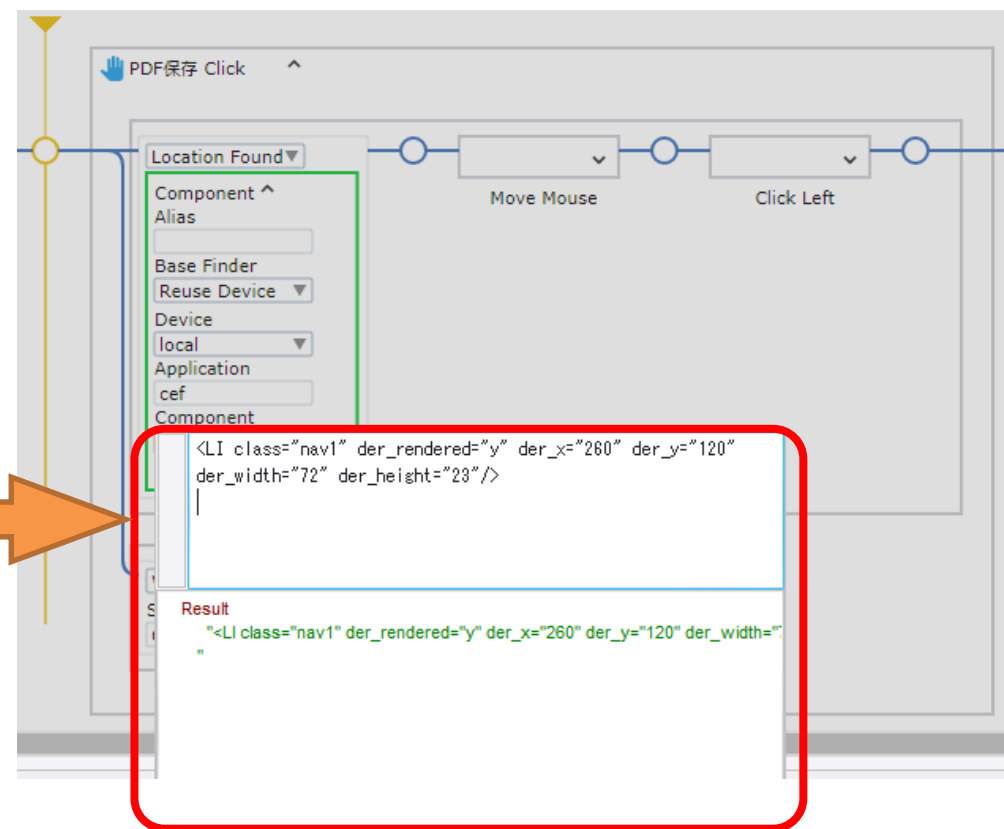 PDF保存 Click
Location Found
Component
Alias
Base Finder
Reuse Device
Device
local
Application
cef
Component
Move Mouse
Click Left
<LI class="nav1" der_rendered="y" der_x="260" der_y="120"
der_width="72" der_height="23"/>
S
Result
"<LI class="nav1" der_rendered="y" der_x="260" der_y="120" der_width="
"